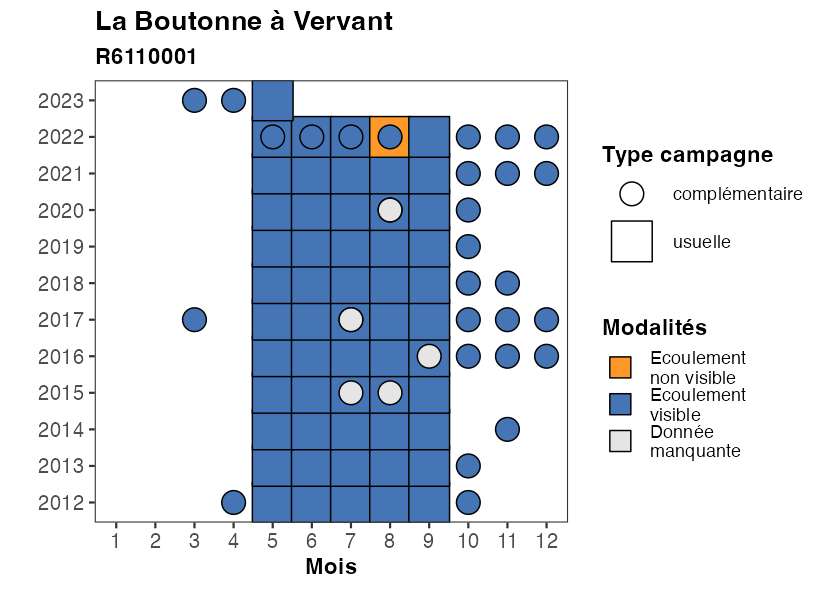 La Boutonne à Vervant
R6110001
2023
2022
2021
2020
2019
2018
2017
2016
2015
2014
2013
2012
1 2 3 4 5 6 7 8 9 10 11 12
Mois
Type campagne
complémentaire
usuelle
Modalités
Ecoulement
non visible
Ecoulement
visible
Donnée
manquante